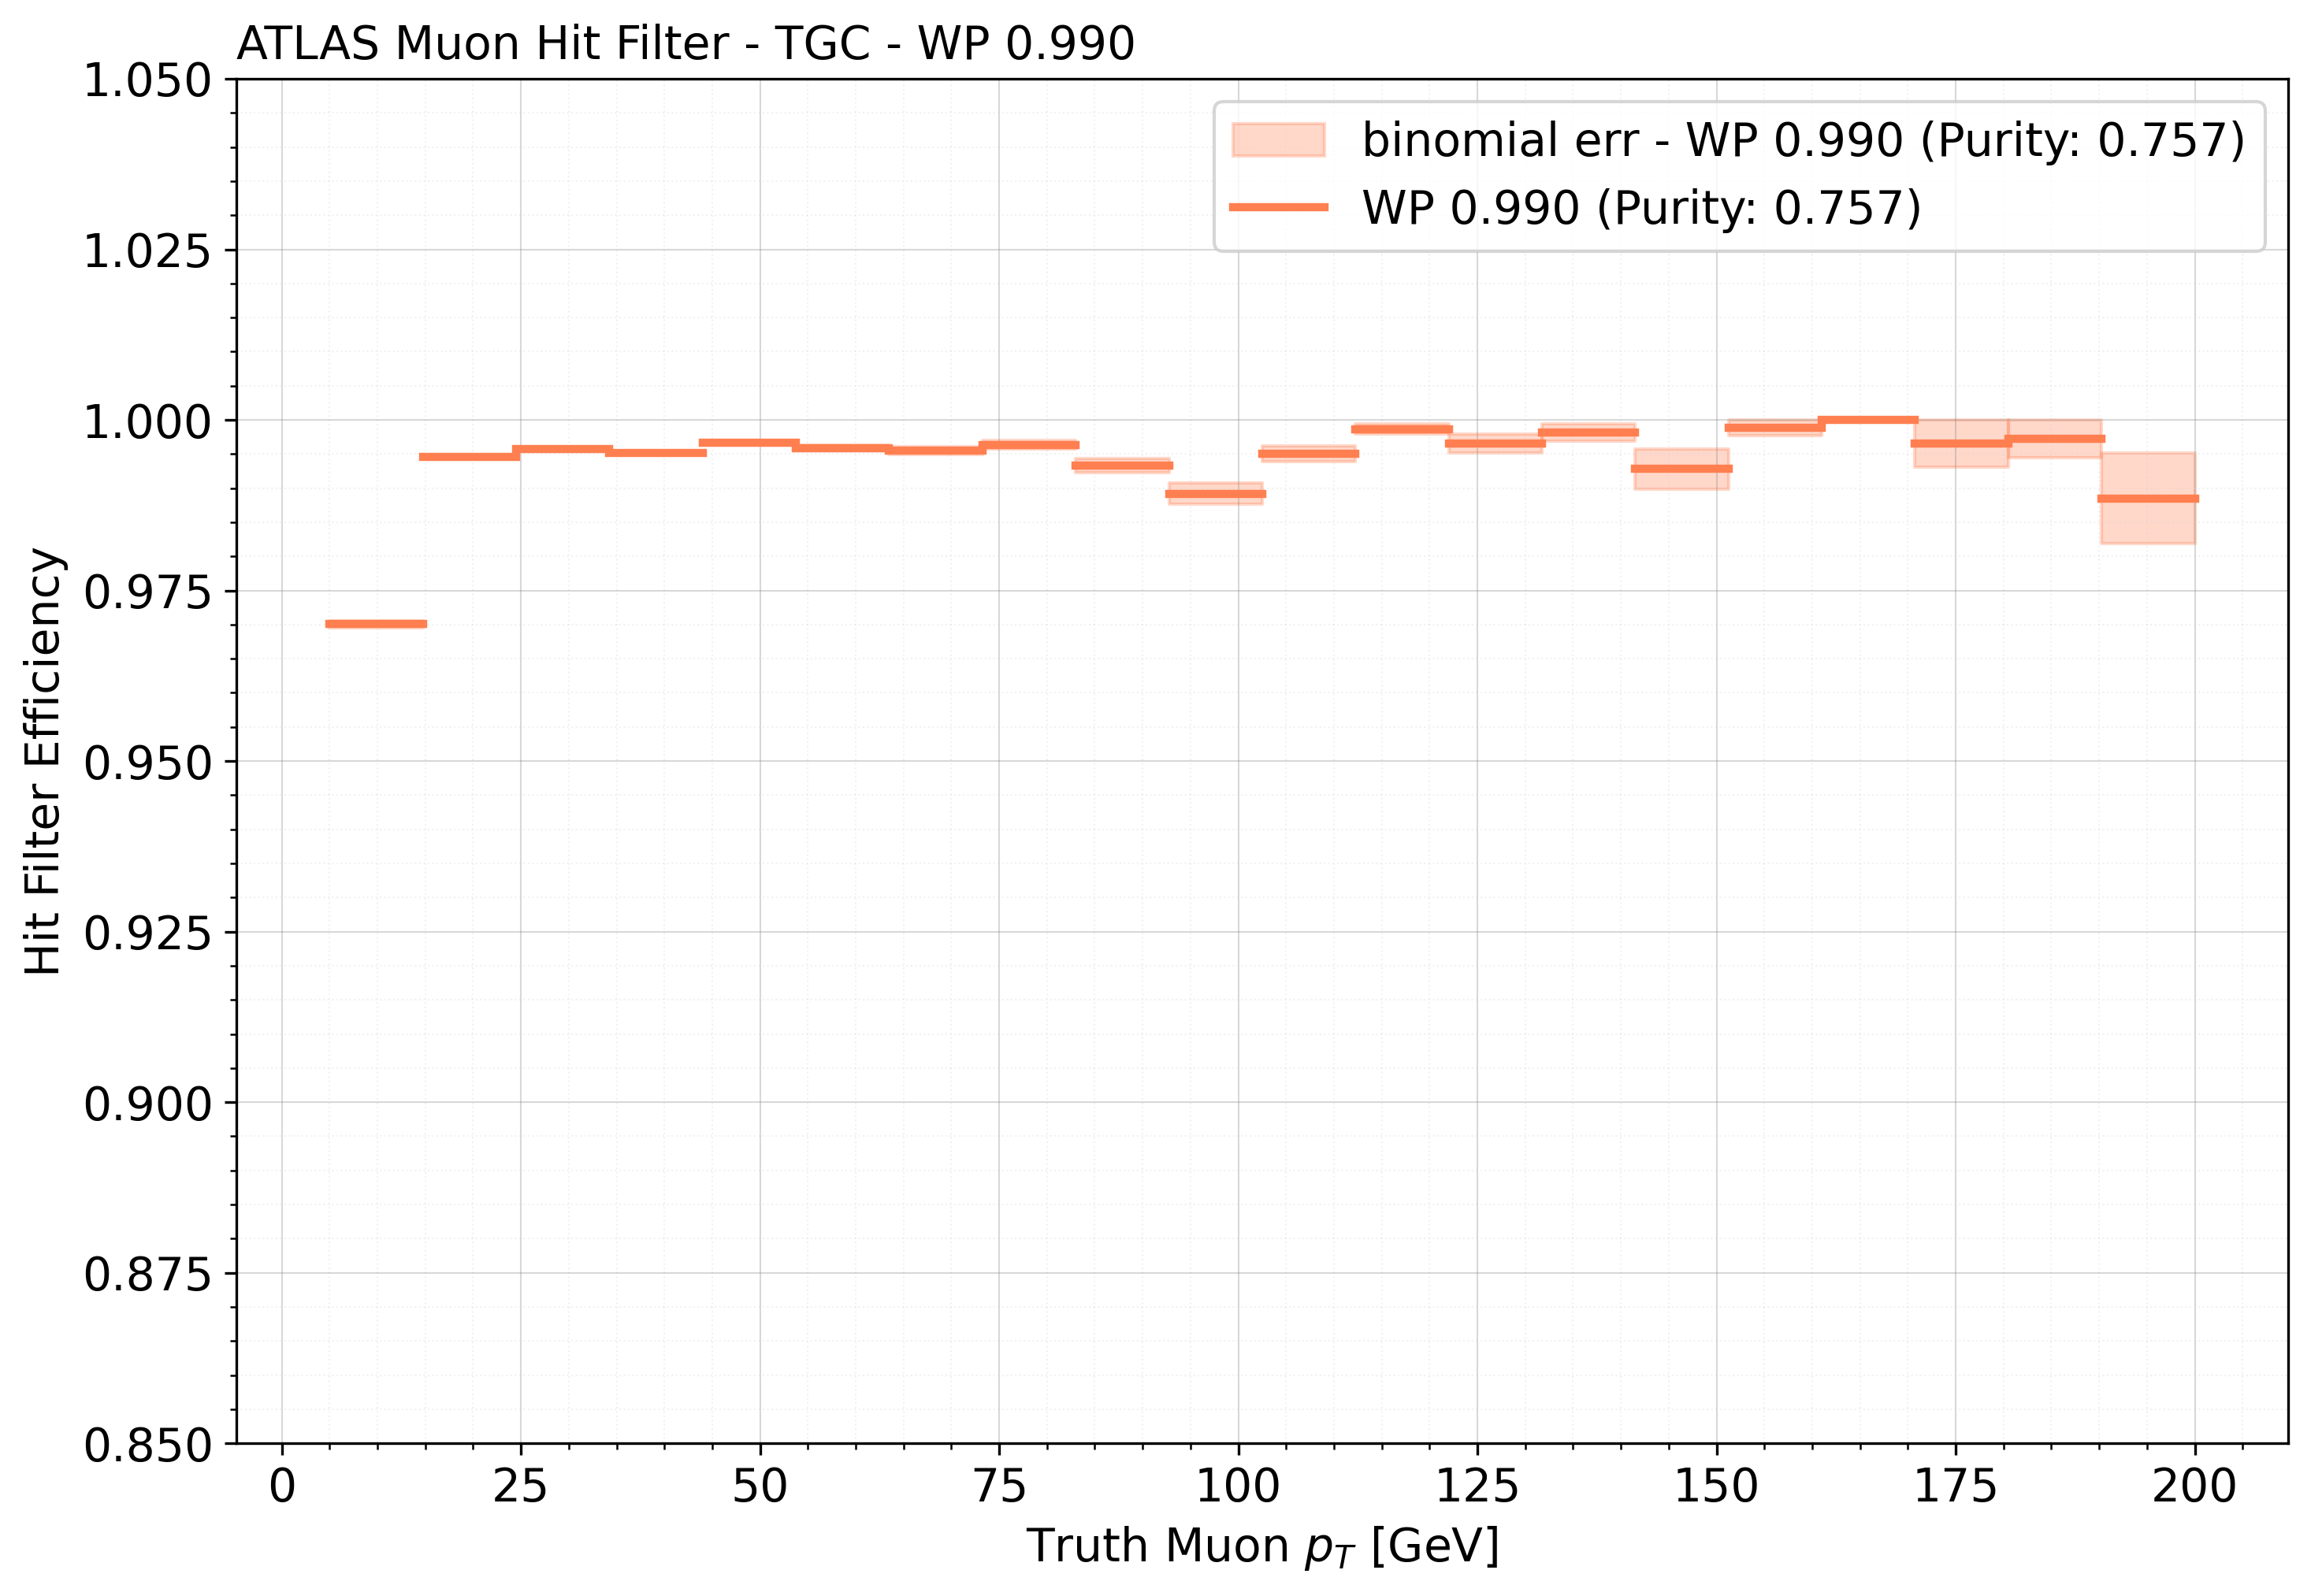 ATLAS Muon Hit Filter - TGC - WP 0.990
1.050
1.025
1.000
0.975
0.950
0.925
0.900
0.875
0.850
Hit Filter Efficiency
binomial err - WP 0.990 (Purity: 0.757)
WP 0.990 (Purity: 0.757)
0 25 50 75 100 125 150 175 200
Truth Muon p_T [GeV]